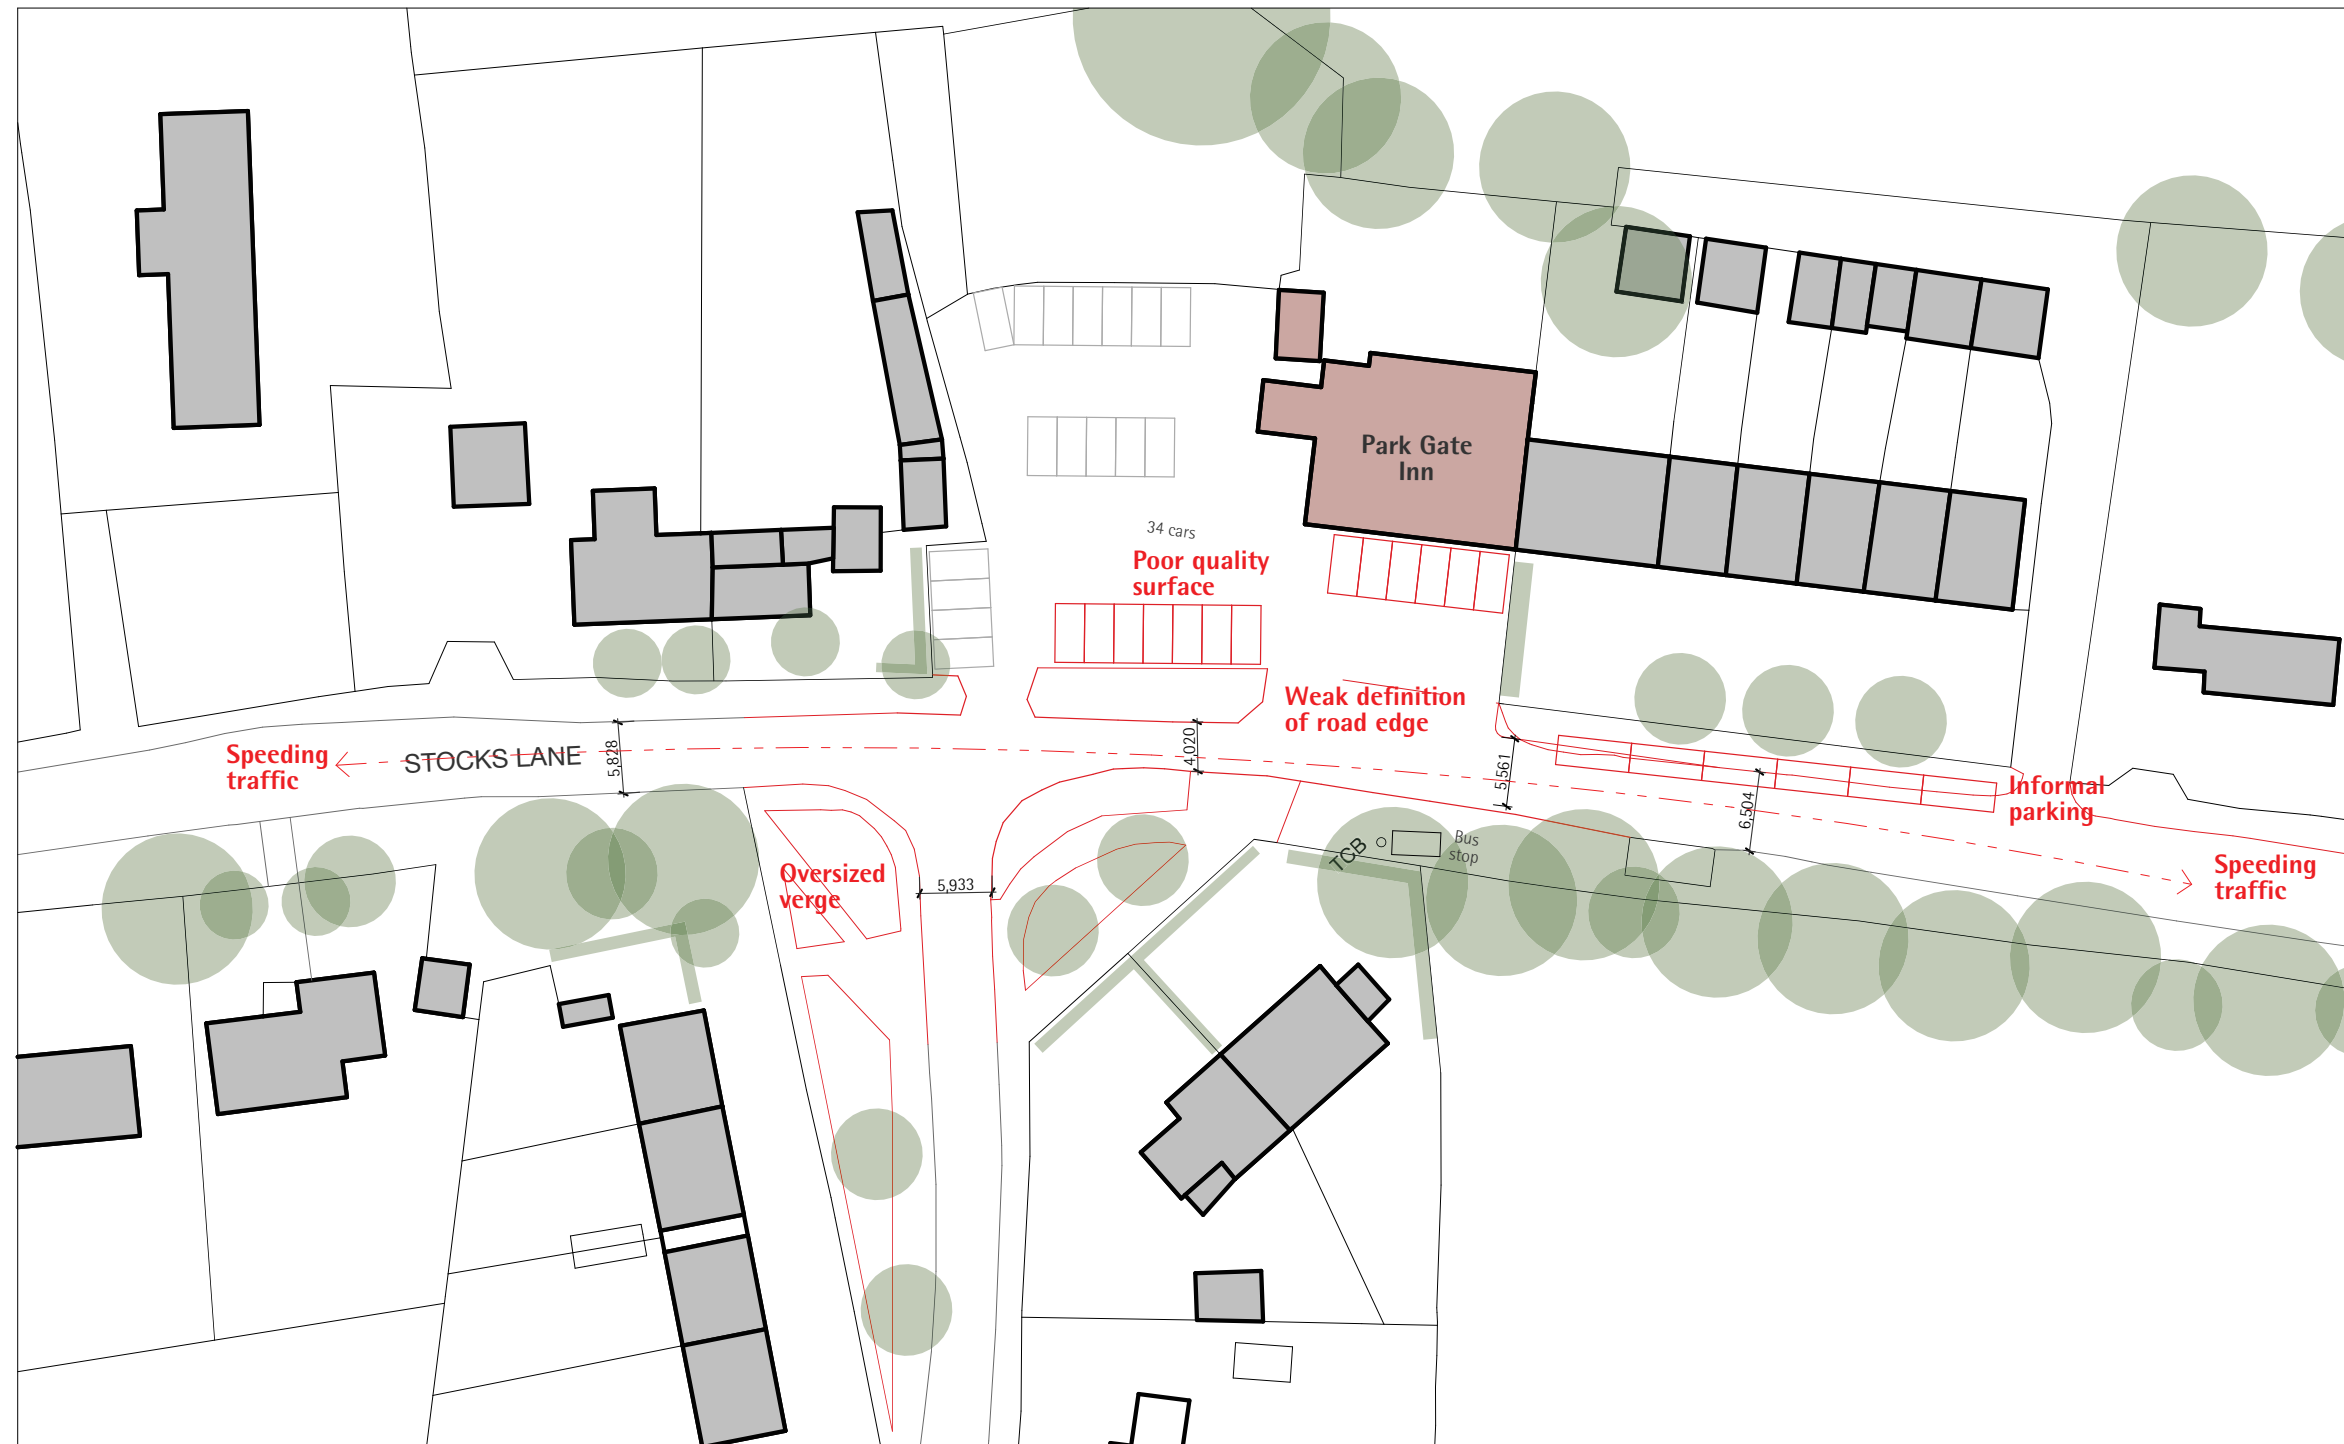 Park Gate
Inn
34 cars
Poor quality
surface
Weak definition
of road edge
Speeding
traffic
STOCKS LANE
5,828
4,020
5,561
6,504
Informal
parking
TCB
Bus
stop
Oversized
verge
5,933
Speeding
traffic